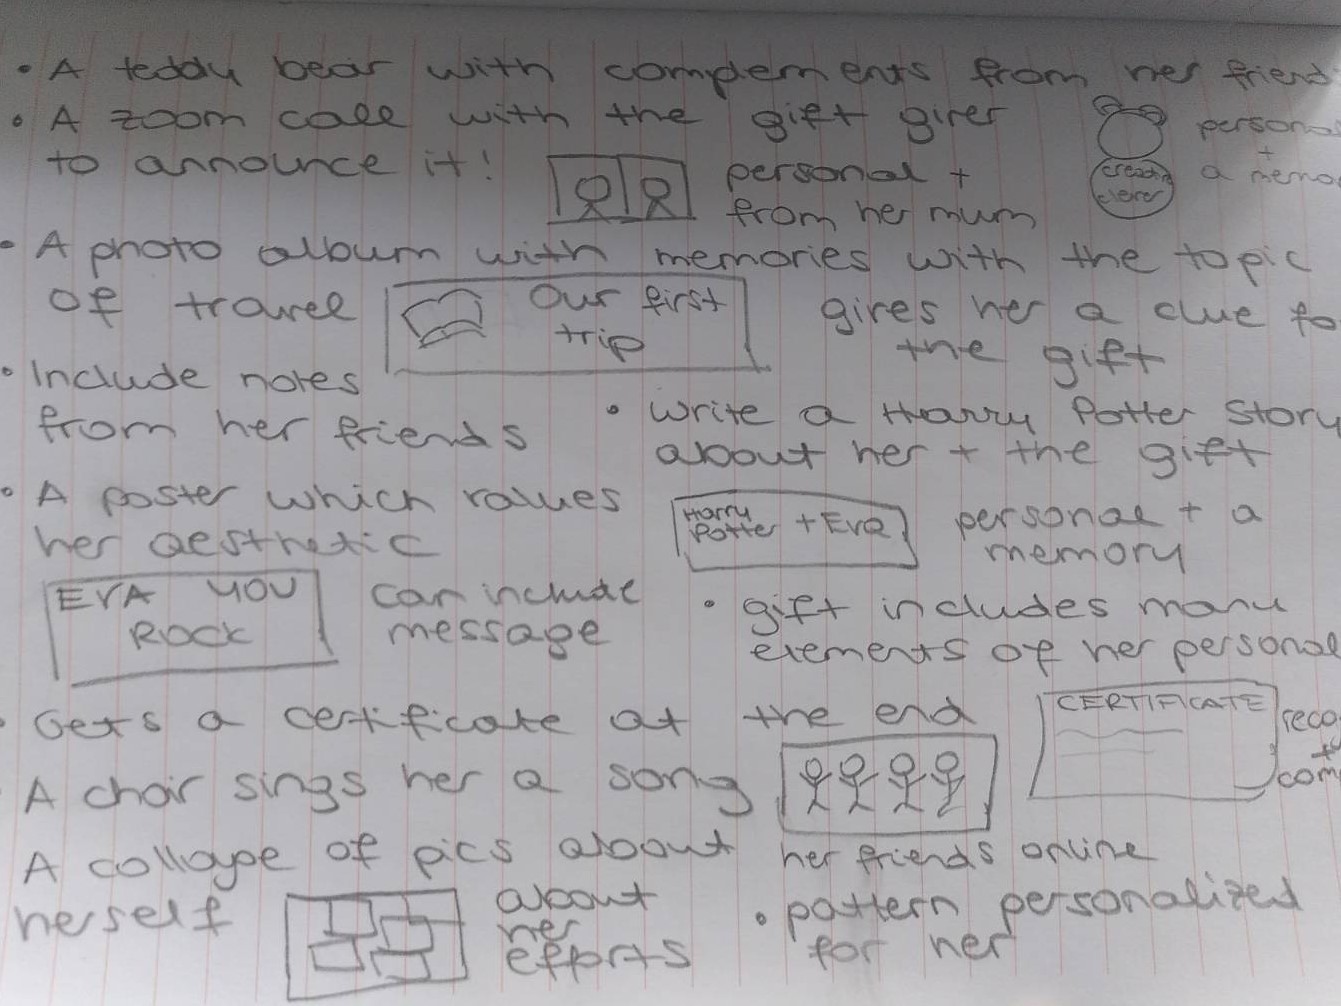 • A teddy bear with complements from her friend
• A zoom call with the gift giver
to announce it!
personal +
from her mum
creative
clever
persona
+
a memo
• A photo album with memories with the topic
of travel
Our first
trip
gives her a clue to
the gift
• Include notes
from her friends
• Write a Harry Potter Story
about her + the gift
Harry
Potter + Eva
personal + a
memory
• A poster which values
her aesthetic
EVA YOU
ROCK
can include
message
• gift includes many
elements of her personal
Gets a certificate at the end
CERTIFICATE
reco
+
com
A choir sings her a song
her friends online
A collage of pics about
herself
about
her
efforts
• pattern personalized
for her